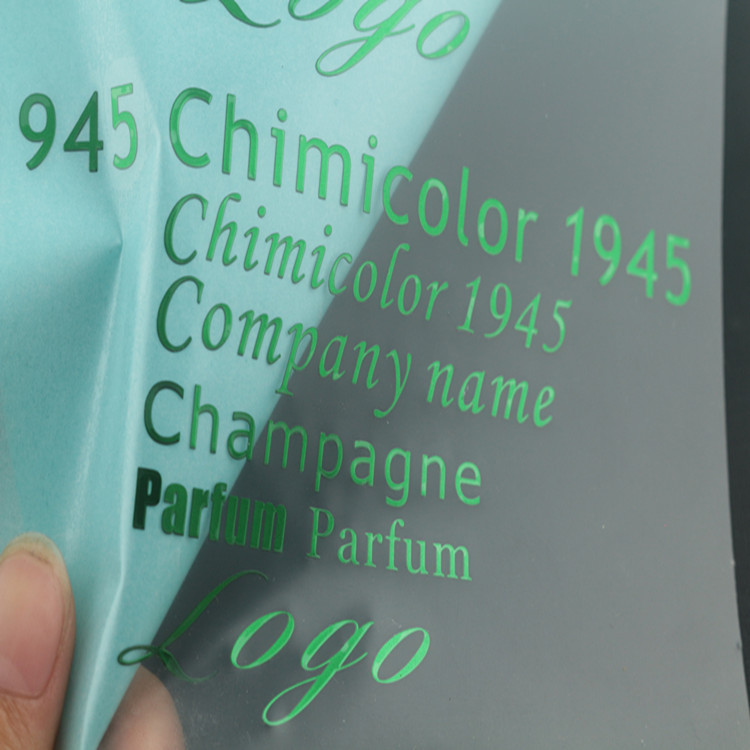 Logo
945 Chimicolor 1945
Chimicolor 1945
Company name
Champagne
Parfum Parfum
Logo